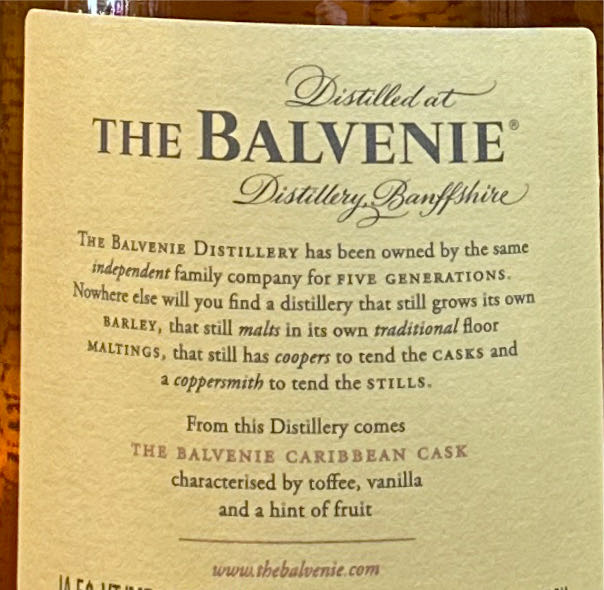 Distilled at
THE BALVENIE®
Distillery, Banffshire
THE BALVENIE DISTILLERY has been owned by the same
independent family company for FIVE GENERATIONS.
Nowhere else will you find a distillery that still grows its own
BARLEY, that still malts in its own traditional floor
MALTINGS, that still has coopers to tend the CASKS and
a coppersmith to tend the STILLS.
From this Distillery comes
THE BALVENIE CARIBBEAN CASK
characterised by toffee, vanilla
and a hint of fruit
www.thebalvenie.com